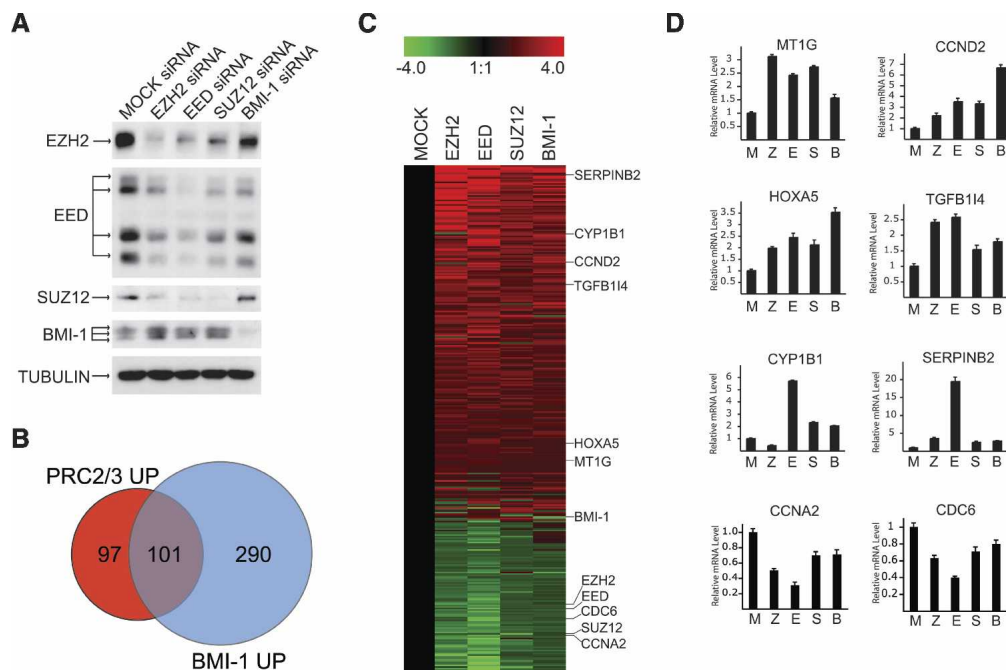 A
MOCK siRNA
EZH2 siRNA
EED siRNA
SUZ12 siRNA
BMI-1 siRNA
EZH2
EED
SUZ12
BMI-1
TUBULIN
B
PRC2/3 UP
97
101
290
BMI-1 UP
C
-4.0 1:1 4.0
MOCK
EZH2
EED
SUZ12
BMI-1
SERPINB2
CYP1B1
CCND2
TGFB1I4
HOXA5
MT1G
BMI-1
EZH2
EED
CDC6
SUZ12
CCNA2
D
MT1G
Relative mRNA Level
3
2.5
2
1.5
1
0.5
M Z E S B
CCND2
Relative mRNA Level
7
6
5
4
3
2
1
M Z E S B
HOXA5
Relative mRNA Level
3.5
3
2.5
2
1.5
1
0.5
M Z E S B
TGFB1I4
Relative mRNA Level
2.5
2
1.5
1
0.5
M Z E S B
CYP1B1
Relative mRNA Level
6
5
4
3
2
1
M Z E S B
SERPINB2
Relative mRNA Level
20
15
10
5
M Z E S B
CCNA2
Relative mRNA Level
1.0
0.8
0.6
0.4
0.2
M Z E S B
CDC6
Relative mRNA Level
1.0
0.8
0.6
0.4
0.2
M Z E S B